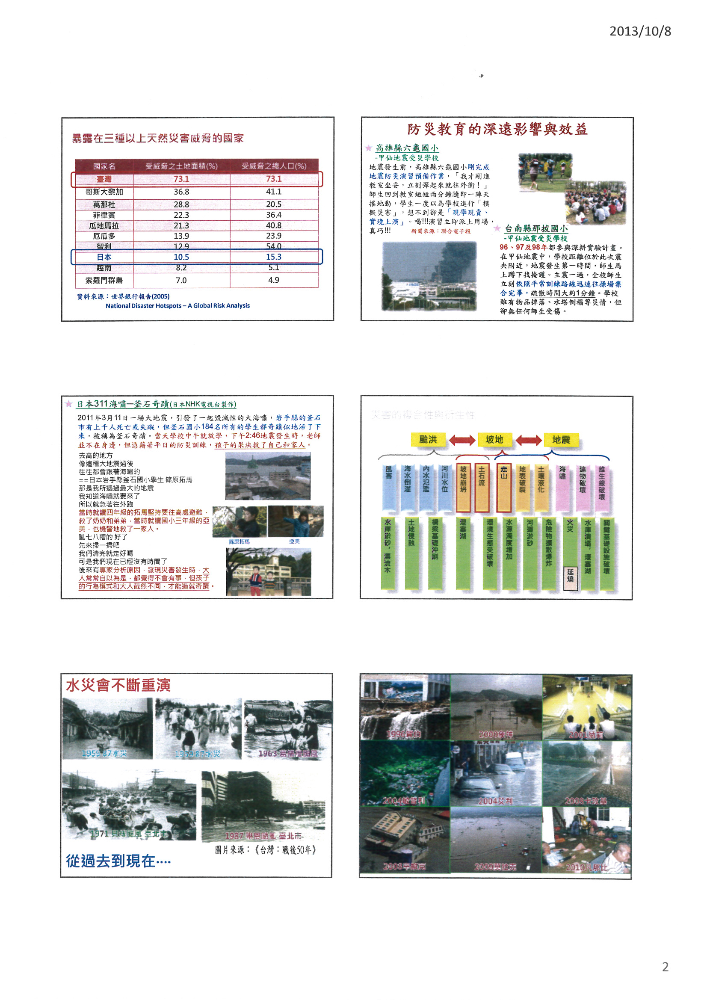 2013/10/8
暴露在三種以上天然災害威脅的國家
國家名 受威脅之土地面積(%) 受威脅之總人口(%)
臺灣 73.1 73.1
哥斯大黎加 36.8 41.1
萬那杜 28.8 20.5
菲律賓 22.3 36.4
瓜地馬拉 21.3 40.8
厄瓜多 13.9 23.9
智利 12.9 54.0
日本 10.5 15.3
越南 8.2 5.1
索羅門群島 7.0 4.9
資料來源：世界銀行報告(2005)
National Disaster Hotspots – A Global Risk Analysis
防災教育的深遠影響與效益
高雄縣六龜國小
-甲仙地震受災學校
地震發生前，高雄縣六龜國小剛完成
地震防災演習預備作業，「我才剛進
教室坐妥，立刻彈起來就往外衝！」
師生回到教室短短兩分鐘隨即一陣天
搖地動，學生一度以為學校進行「模
擬災害」，想不到卻是「現學現賣、
實境上演」。喝!!!演習立即派上用場，
真巧!!! 新聞來源：聯合電子報
台南縣那拔國小
-甲仙地震受災學校
96、97及98年都參與深耕實驗計畫。
在甲仙地震中，學校距離位於此次震
央附近，地震發生第一時間，師生馬
上蹲下找掩護。主震一過，全校師生
立刻依照平常訓練路線迅速往操場集
合完畢，疏散時間大約1分鐘。學校
雖有物品掉落、水塔倒榻等災情，但
卻無任何師生受傷。
日本311海嘯─釜石奇蹟(日本NHK電視台製作)
2011年3月11日一場大地震，引發了一起毀滅性的大海嘯，岩手縣的釜石
市有上千人死亡或失蹤，但釜石國小184名所有的學生都奇蹟似地活了下
來，被稱為釜石奇蹟。當天學校中午就放學，下午2:46地震發生時，老師
並不在身邊，但憑藉著平日的防災訓練，孩子的果決救了自己和家人。
去高的地方
像這種大地震過後
往往都會跟著海嘯的
==日本岩手縣釜石國小學生 篠原拓馬
那是我所遇過最大的地震
我知道海嘯就要來了
所以就急著往外跑
當時就讀四年級的拓馬堅持要往高處避難，
救了奶奶和弟弟，當時就讀國小三年級的亞
美，也機警地救了一家人。
亂七八糟的 好了
先來掃一掃吧
我們清完就走好嗎
可是我們現在已經沒有時間了
後來有專家分析原因，發現災害發生時，大
人常常自以為是，都覺得不會有事，但孩子
的行為模式和大人截然不同，才能造就奇蹟。
篠原拓馬 亞美
災害的複合性與衍生性
颱洪 坡地 地震
風害
海水倒灌
內水氾濫
河川水位
坡地崩坍
土石流
走山
地表破裂
土壤液化
海嘯
建物破壞
維生線破壞
水庫淤砂，漂流木
土地侵蝕
橋梁基礎沖刷
堰塞湖
環境生態受破壞
水源濁度增加
河道淤砂
危險物擴散爆炸
火災
延燒
水庫潰壩，堰塞湖
關鍵基礎設施破壞
水災會不斷重演
1959 87水災 1959 87水災 1963 葛樂禮颱風
1971 貝絲颱風 臺北市 1987 琳恩颱風 臺北市
圖片來源：《台灣：戰後50年》
從過去到現在····
1996賀伯 2000象神 2001納莉
2004敏督利 2004艾利 2008卡玫基
2008辛樂克 2009莫拉克 2010凡那比
2